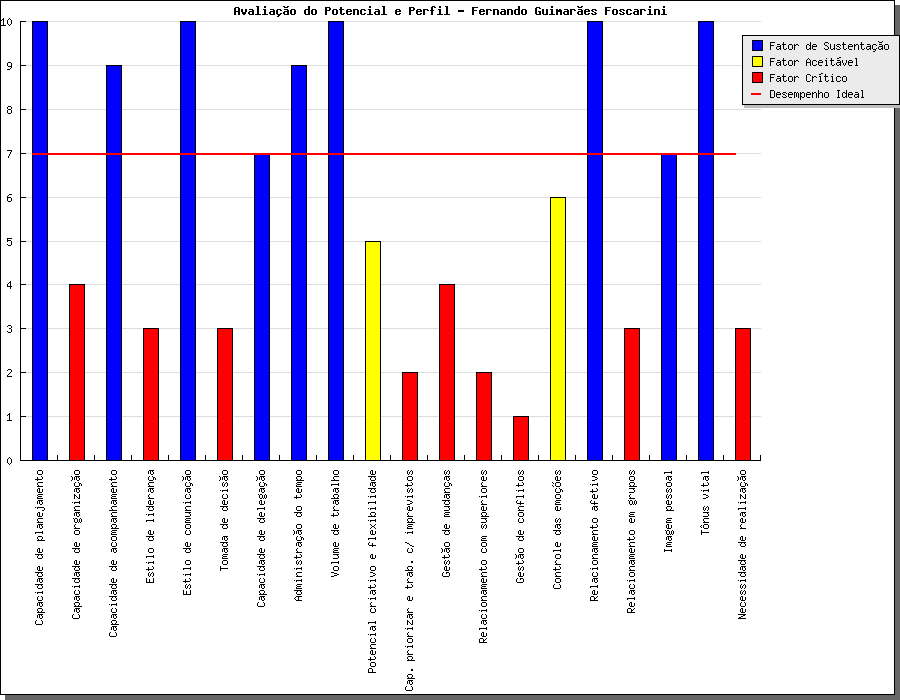 Avaliação do Potencial e Perfil - Fernando Guimarães Foscarini
Fator de Sustentação
Fator Aceitável
Fator Crítico
Desempenho Ideal
10
9
8
7
6
5
4
3
2
1
0
Capacidade de planejamento
Capacidade de organização
Capacidade de acompanhamento
Estilo de liderança
Estilo de comunicação
Tomada de decisão
Capacidade de delegação
Administração do tempo
Volume de trabalho
Potencial criativo e flexibilidade
Cap. priorizar e trab. c/ imprevistos
Gestão de mudanças
Relacionamento com superiores
Gestão de conflitos
Controle das emoções
Relacionamento afetivo
Relacionamento em grupos
Imagem pessoal
Tônus vital
Necessidade de realização